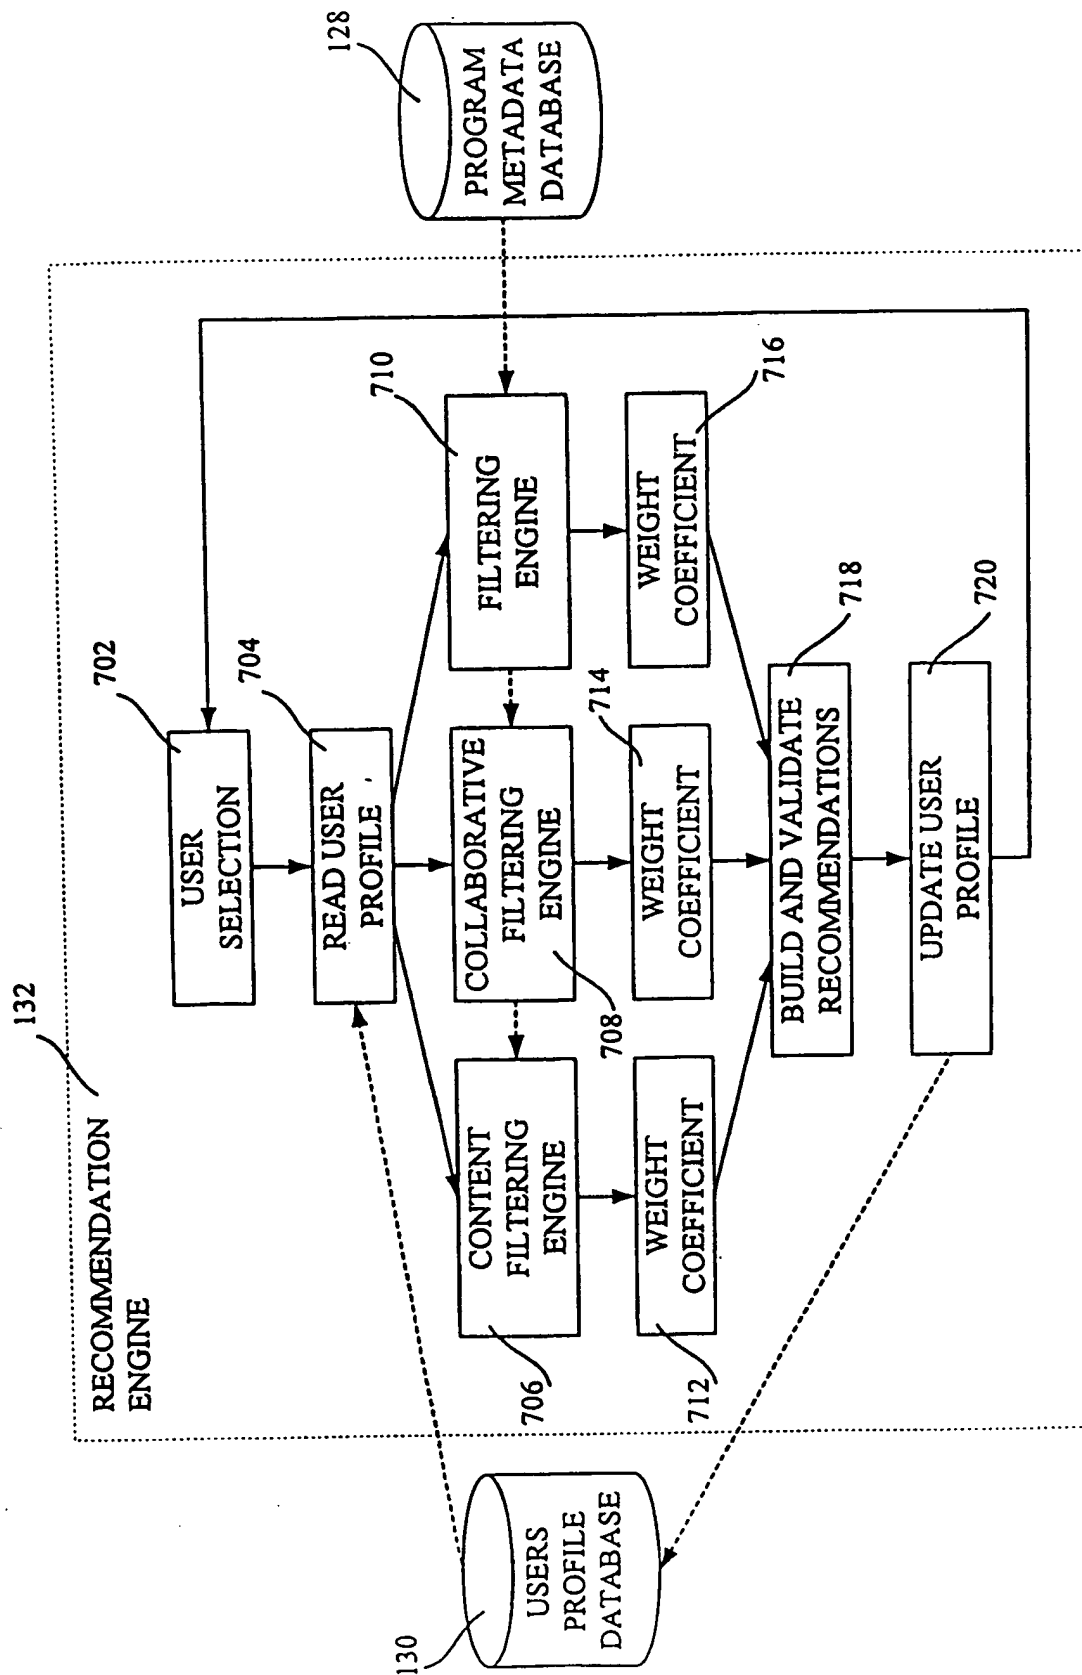 RECOMMENDATION
ENGINE
132
USER
SELECTION
702
READ USER
PROFILE
704
CONTENT
FILTERING
ENGINE
706
COLLABORATIVE
FILTERING
ENGINE
708
FILTERING
ENGINE
710
PROGRAM
METADATA
DATABASE
128
USERS
PROFILE
DATABASE
130
WEIGHT
COEFFICIENT
712
WEIGHT
COEFFICIENT
714
WEIGHT
COEFFICIENT
716
BUILD AND VALIDATE
RECOMMENDATIONS
718
UPDATE USER
PROFILE
720